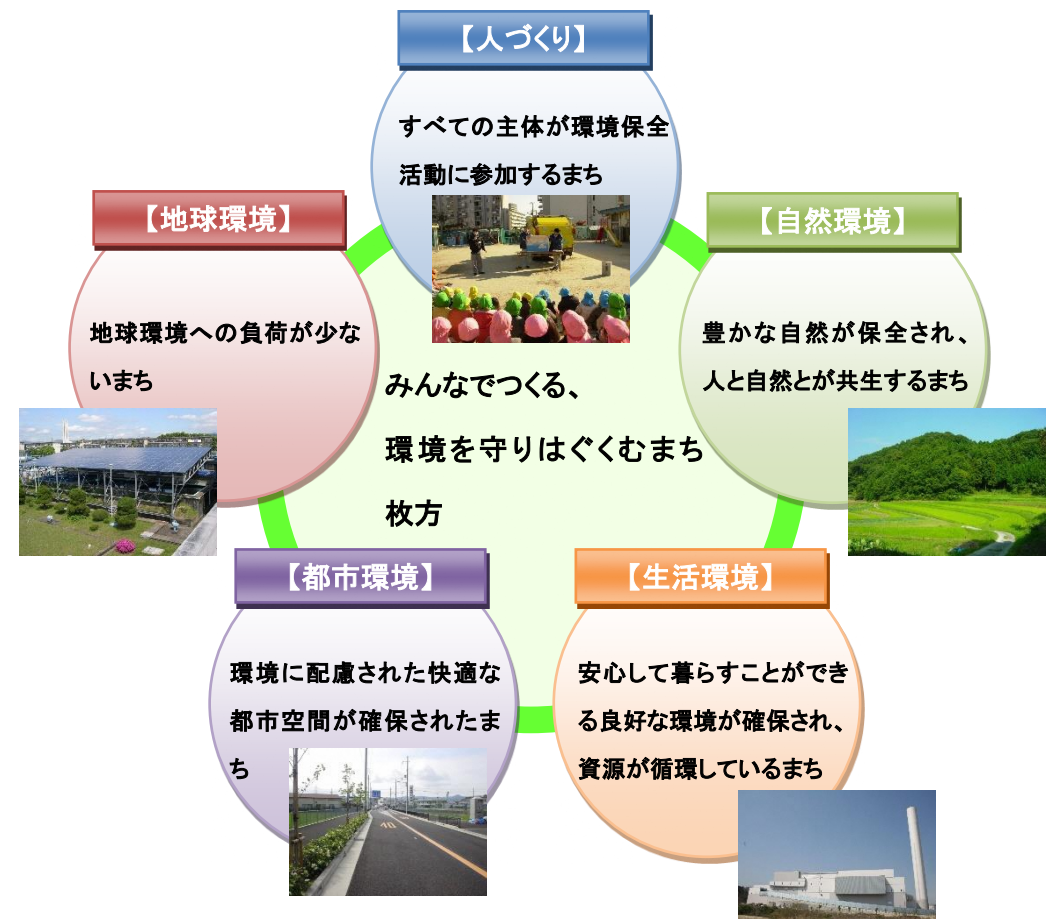 【人づくり】
すべての主体が環境保全
活動に参加するまち
【地球環境】
地球環境への負荷が少な
いまち
【自然環境】
豊かな自然が保全され、
人と自然とが共生するまち
みんなでつくる、
環境を守りはぐくむまち
枚方
【都市環境】
環境に配慮された快適な
都市空間が確保されたま
ち
【生活環境】
安心して暮らすことができ
る良好な環境が確保され、
資源が循環しているまち